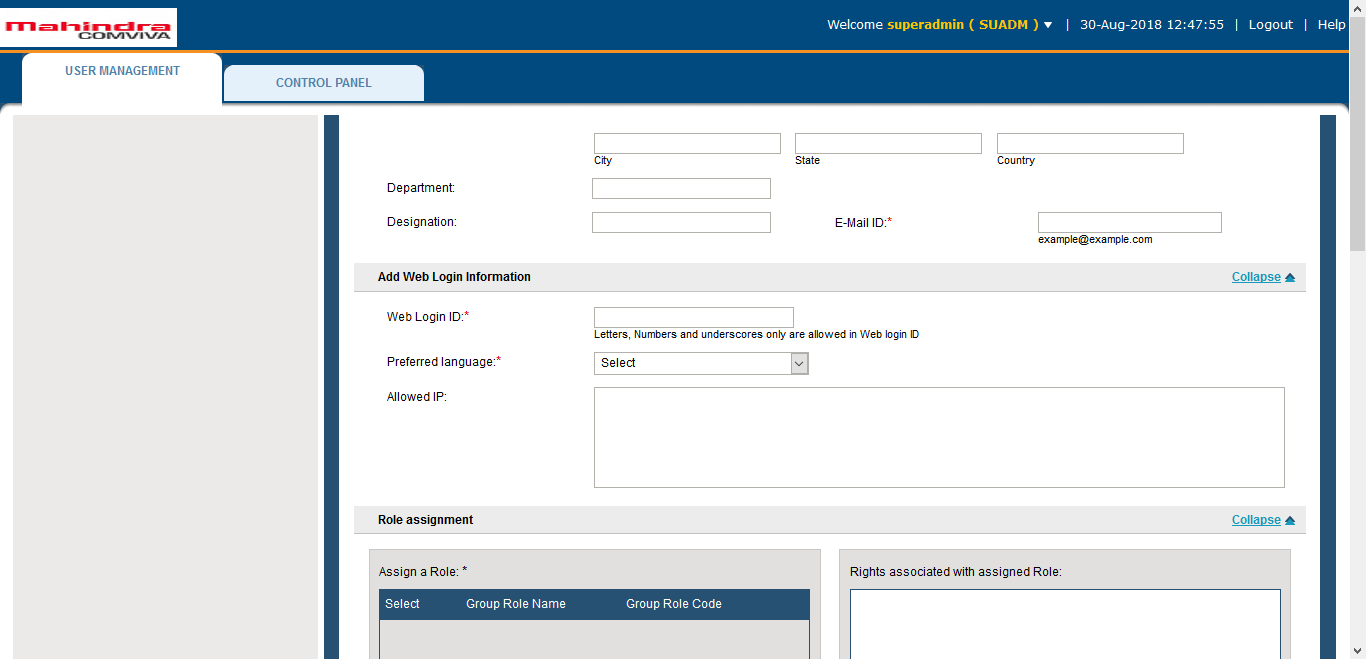 mahindra
COMVIVA
Welcome superadmin ( SUADM ) | 30-Aug-2018 12:47:55 | Logout | Help
USER MANAGEMENT
CONTROL PANEL
City State Country
Department:
Designation: E-Mail ID:*
example@example.com
Add Web Login Information Collapse
Web Login ID:*
Letters, Numbers and underscores only are allowed in Web login ID
Preferred language:* Select
Allowed IP:
Role assignment Collapse
Assign a Role: * Rights associated with assigned Role:
Select Group Role Name Group Role Code